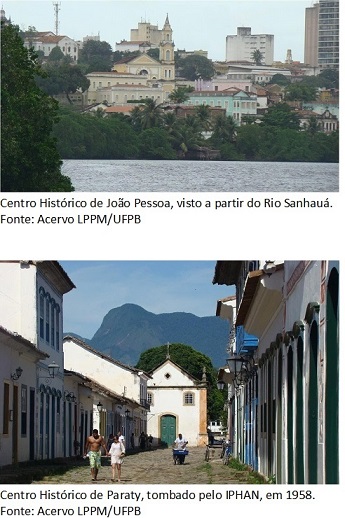 Centro Histórico de João Pessoa, visto a partir do Rio Sanhauá.
Fonte: Acervo LPPM/UFPB
Centro Histórico de Paraty, tombado pelo IPHAN, em 1958.
Fonte: Acervo LPPM/UFPB